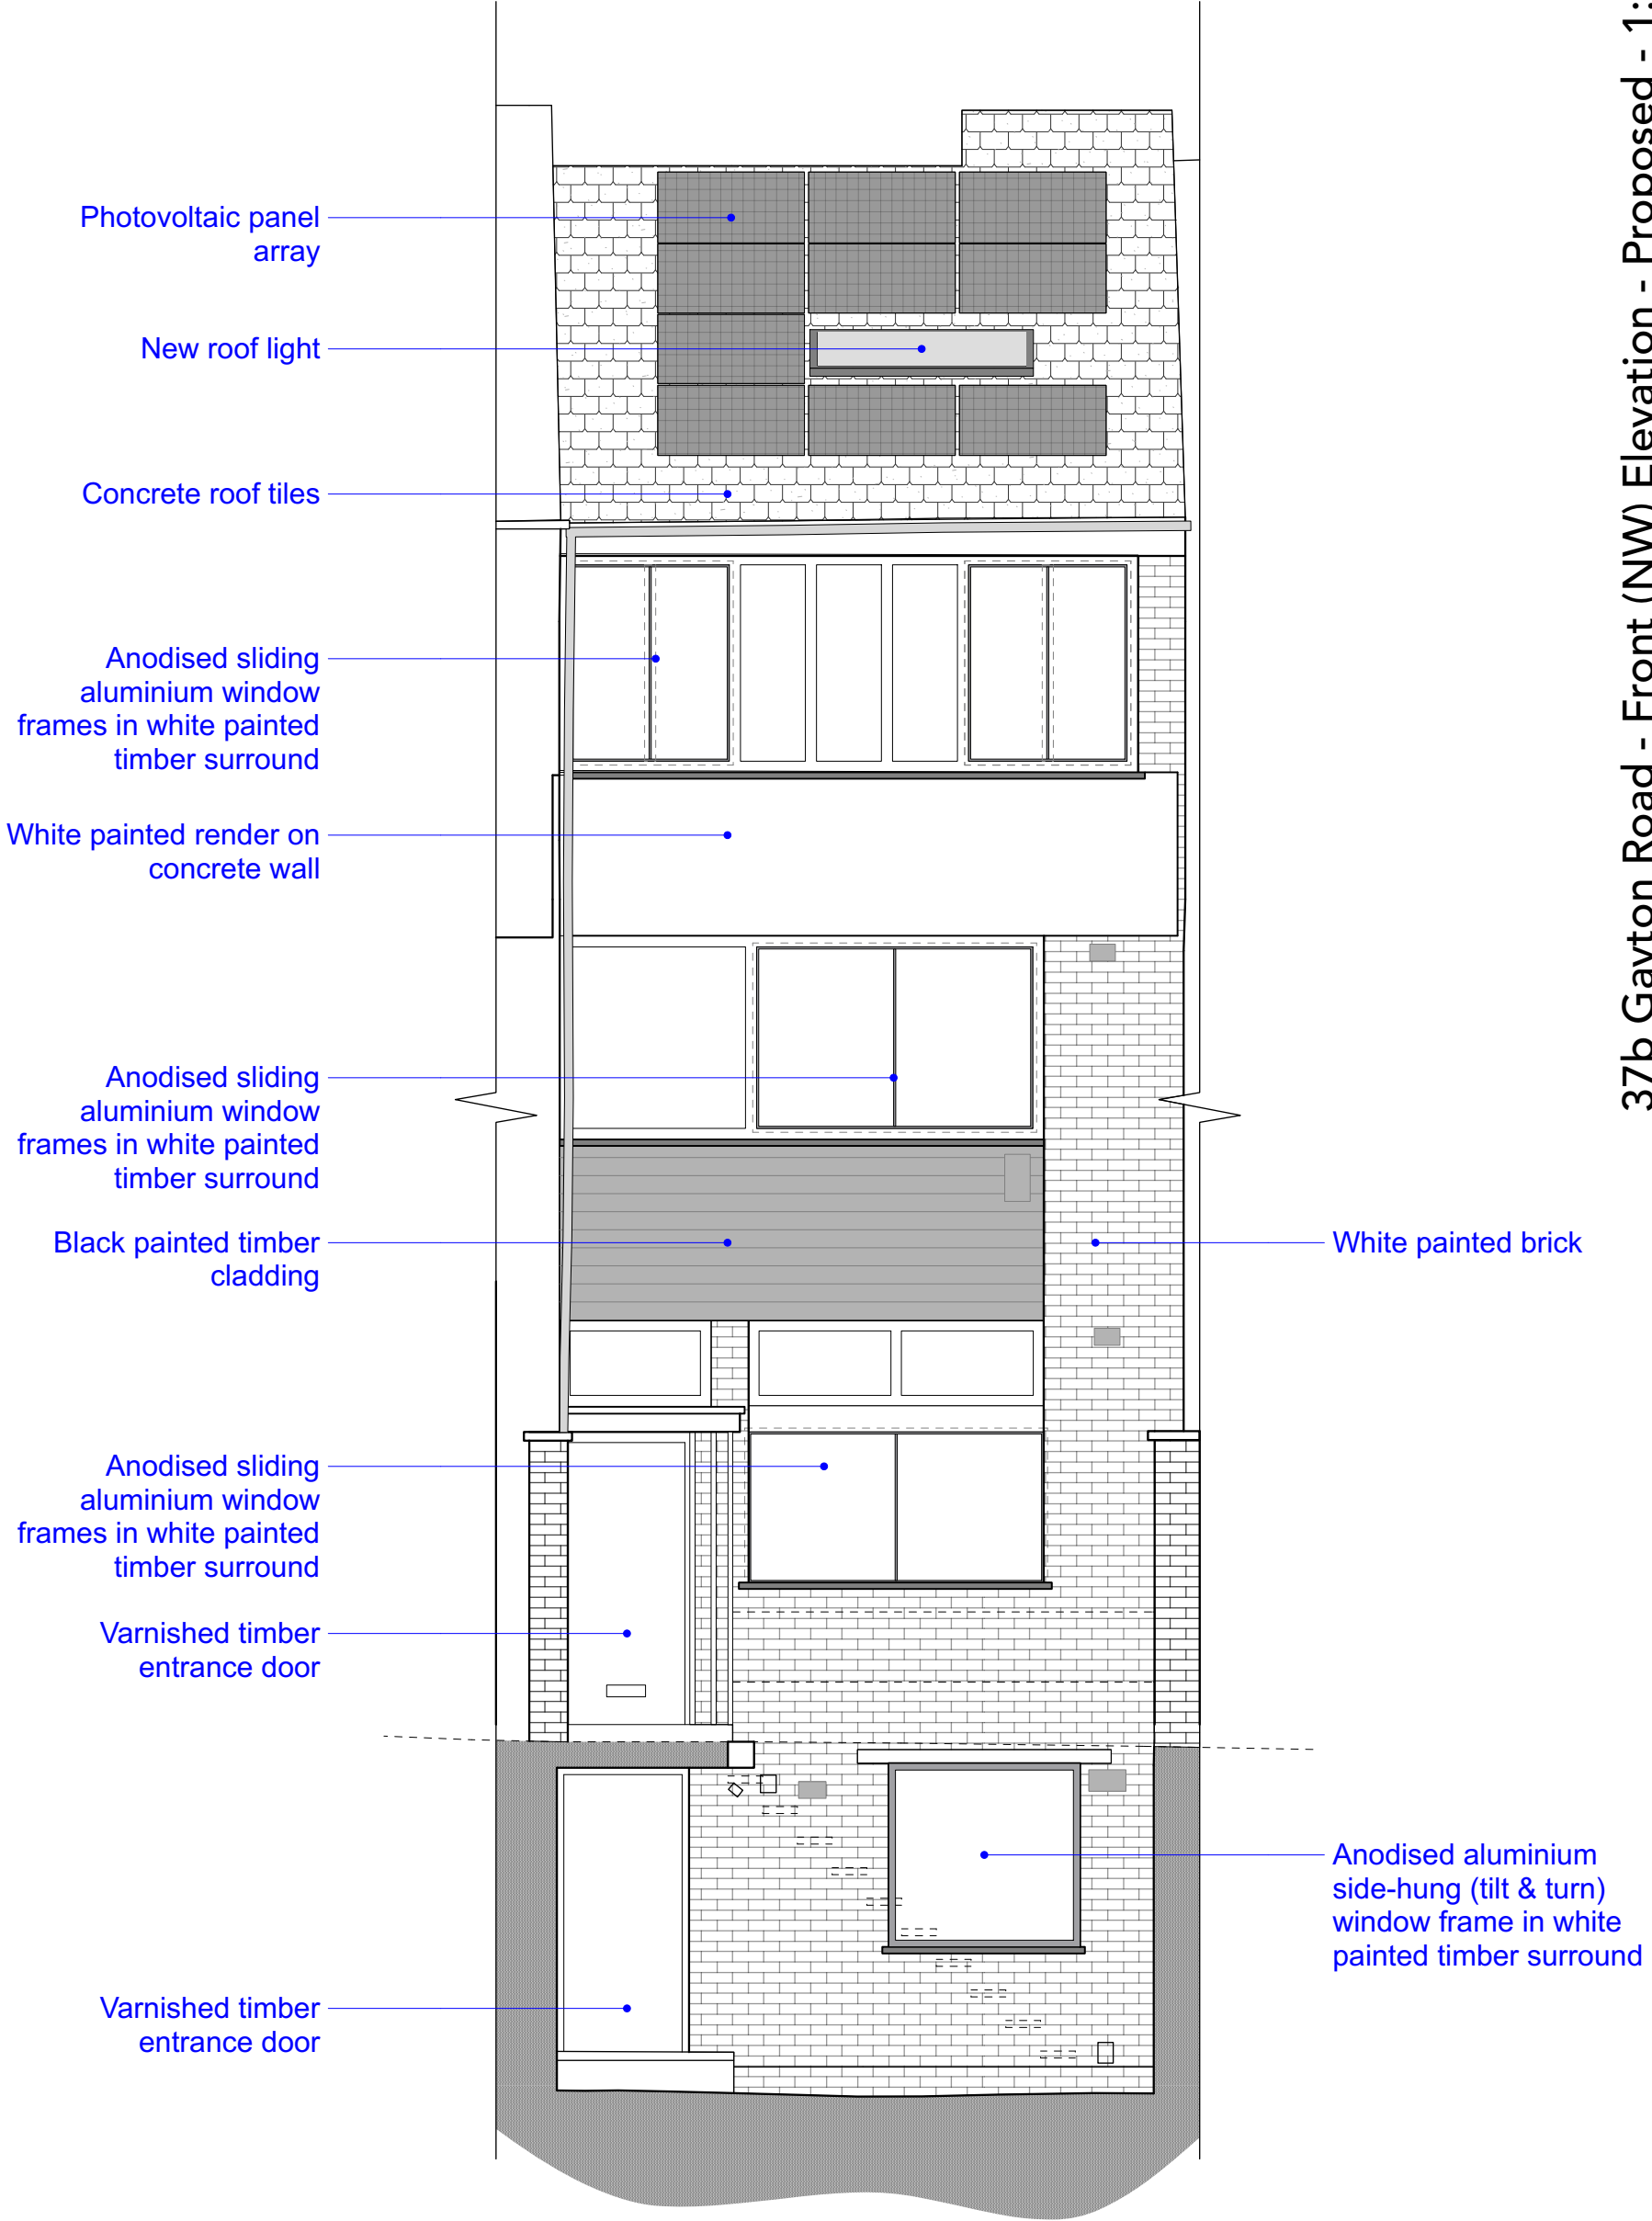 Photovoltaic panel
array
New roof light
Concrete roof tiles
Anodised sliding
aluminium window
frames in white painted
timber surround
White painted render on
concrete wall
Anodised sliding
aluminium window
frames in white painted
timber surround
Black painted timber
cladding
White painted brick
Anodised sliding
aluminium window
frames in white painted
timber surround
Varnished timber
entrance door
Anodised aluminium
side-hung (tilt & turn)
window frame in white
painted timber surround
Varnished timber
entrance door
37b Gayton Road - Front (NW) Elevation - Proposed - 1: